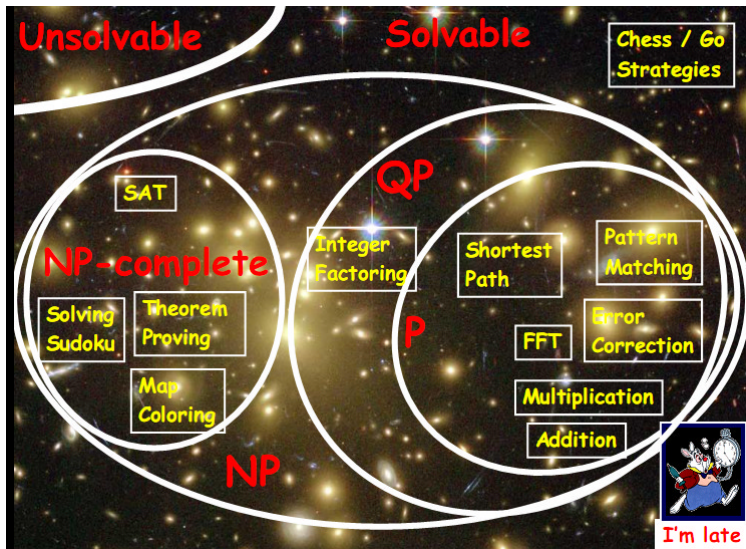 Unsolvable
Solvable
Chess / Go
Strategies
QP
SAT
NP-complete
Integer
Factoring
Shortest
Path
Pattern
Matching
Solving
Sudoku
Theorem
Proving
P
FFT
Error
Correction
Map
Coloring
Multiplication
Addition
NP
I'm late